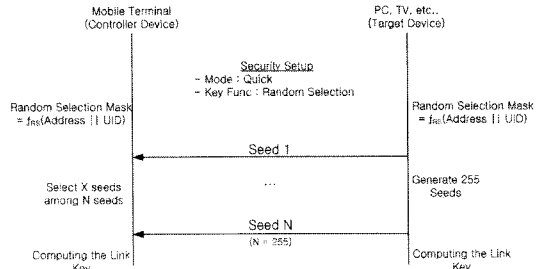 Mobile Terminal
(Controller Device)
PC, TV, etc..
(Target Device)
Security Setup
- Mode : Quick
- Key Func : Random Selection
Random Selection Mask
= fRS(Address || UID)
Random Selection Mask
= fRS(Address || UID)
Seed 1
Select X seeds
among N seeds
...
Generate 255
Seeds
Seed N
(N = 255)
Computing the Link
Key
Computing the Link
Key